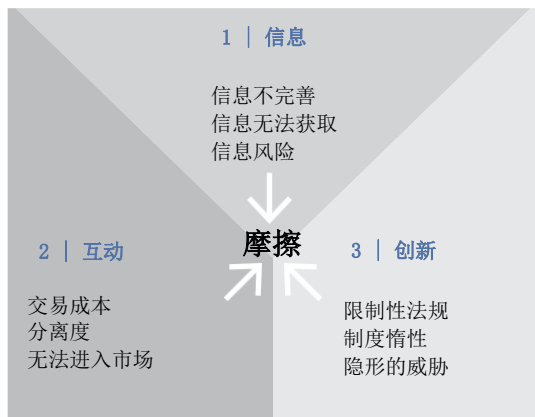 1 | 信息
信息不完善
信息无法获取
信息风险
摩擦
2 | 互动
交易成本
分离度
无法进入市场
3 | 创新
限制性法规
制度惰性
隐形的威胁